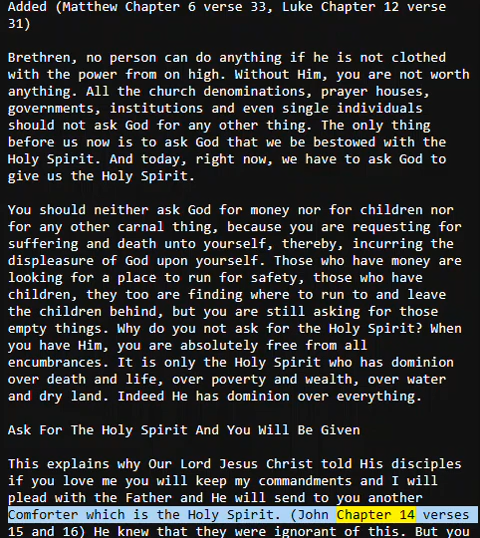 Added (Matthew Chapter 6 verse 33, Luke Chapter 12 verse
31)
Brethren, no person can do anything if he is not clothed
with the power from on high. Without Him, you are not worth
anything. All the church denominations, prayer houses,
governments, institutions and even single individuals
should not ask God for any other thing. The only thing
before us now is to ask God that we be bestowed with the
Holy Spirit. And today, right now, we have to ask God to
give us the Holy Spirit.
You should neither ask God for money nor for children nor
for any other carnal thing, because you are requesting for
suffering and death unto yourself, thereby, incurring the
displeasure of God upon yourself. Those who have money are
looking for a place to run for safety, those who have
children, they too are finding where to run to and leave
the children behind, but you are still asking for those
empty things. Why do you not ask for the Holy Spirit? When
you have Him, you are absolutely free from all
encumbrances. It is only the Holy Spirit who has dominion
over death and life, over poverty and wealth, over water
and dry land. Indeed He has dominion over everything.
Ask For The Holy Spirit And You Will Be Given
This explains why Our Lord Jesus Christ told His disciples
if you love me you will keep my commandments and I will
plead with the Father and He will send to you another
Comforter which is the Holy Spirit. (John Chapter 14 verses
15 and 16) He knew that they were ignorant of this. But you